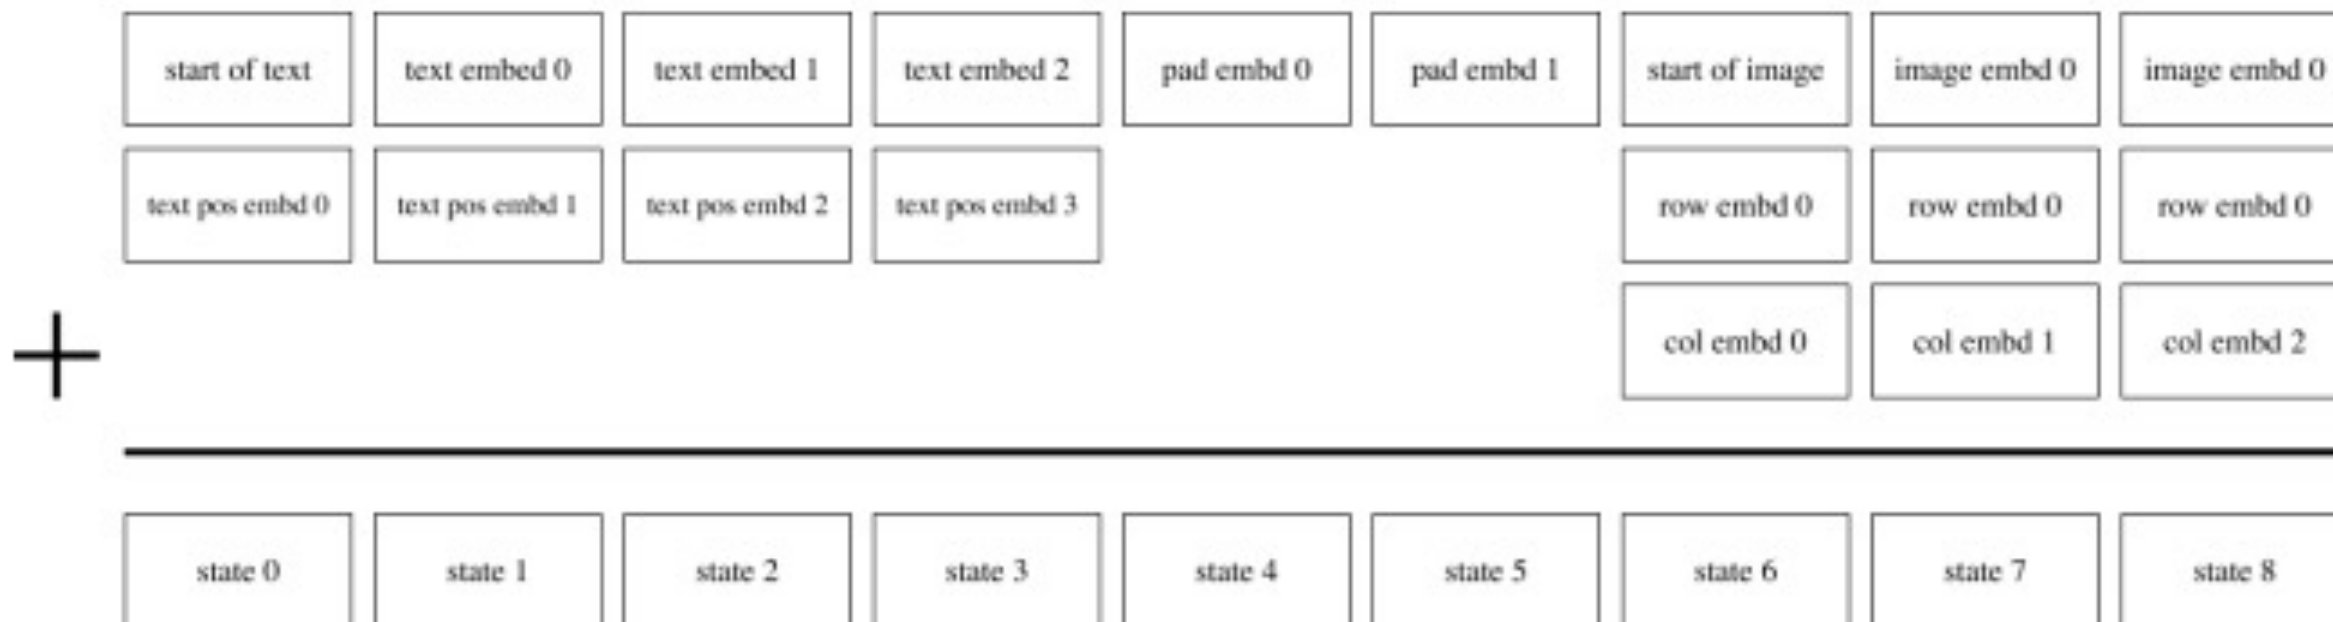 start of text text embed 0 text embed 1 text embed 2 pad embd 0 pad embd 1 start of image image embd 0 image embd 0
text pos embd 0 text pos embd 1 text pos embd 2 text pos embd 3 row embd 0 row embd 0 row embd 0
+ col embd 0 col embd 1 col embd 2
state 0 state 1 state 2 state 3 state 4 state 5 state 6 state 7 state 8